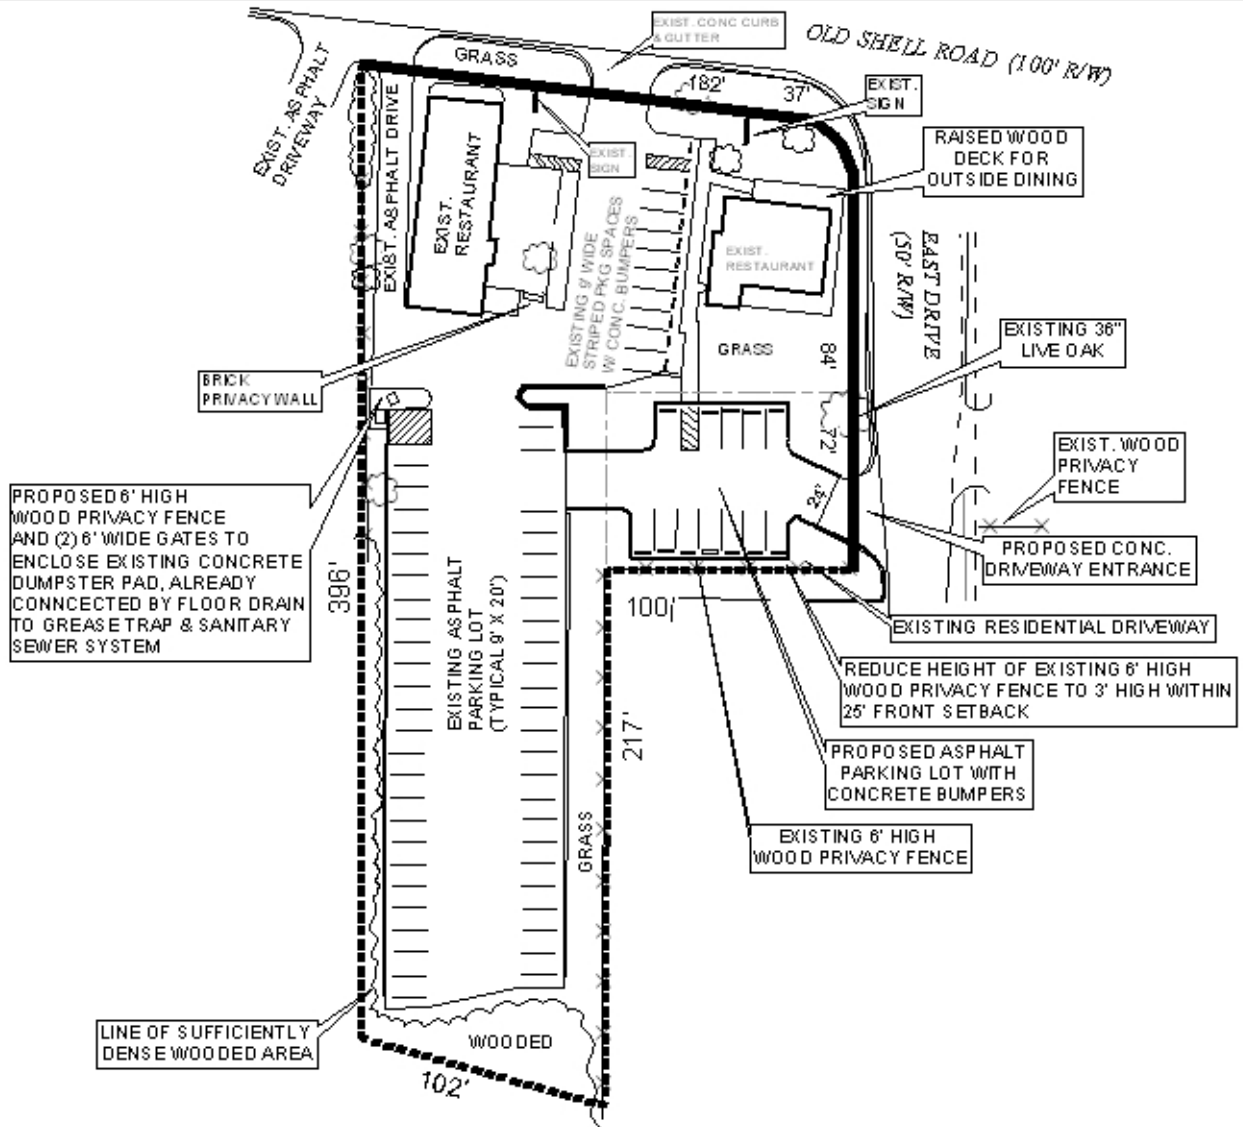 EXIST. CONC CURB
& GUTTER
OLD SHELL ROAD (100' R/W)
GRASS
EXIST. ASPHALT
DRIVEWAY
182'
37'
EXIST.
SIGN
EXIST. ASPHALT DRIVE
EXIST.
RESTAURANT
EXIST.
SIGN
RAISED WOOD
DECK FOR
OUTSIDE DINING
EXISTING 9' WIDE
STRIPED PKG SPACES
W/ CONC. BUMPERS
EXIST.
RESTAURANT
EAST DRIVE
(50' R/W)
GRASS
84'
EXISTING 36"
LIVE OAK
BRICK
PRIVACY WALL
72'
EXIST. WOOD
PRIVACY
FENCE
24'
PROPOSED 6' HIGH
WOOD PRIVACY FENCE
AND (2) 6' WIDE GATES TO
ENCLOSE EXISTING CONCRETE
DUMPSTER PAD, ALREADY
CONNCECTED BY FLOOR DRAIN
TO GREASE TRAP & SANITARY
SEWER SYSTEM
PROPOSED CONC.
DRIVEWAY ENTRANCE
396'
100'
EXISTING RESIDENTIAL DRIVEWAY
EXISTING ASPHALT
PARKING LOT
(TYPICAL 9' X 20')
REDUCE HEIGHT OF EXISTING 6' HIGH
WOOD PRIVACY FENCE TO 3' HIGH WITHIN
25' FRONT SETBACK
217'
PROPOSED ASPHALT
PARKING LOT WITH
CONCRETE BUMPERS
GRASS
EXISTING 6' HIGH
WOOD PRIVACY FENCE
LINE OF SUFFICIENTLY
DENSE WOODED AREA
WOODED
102'